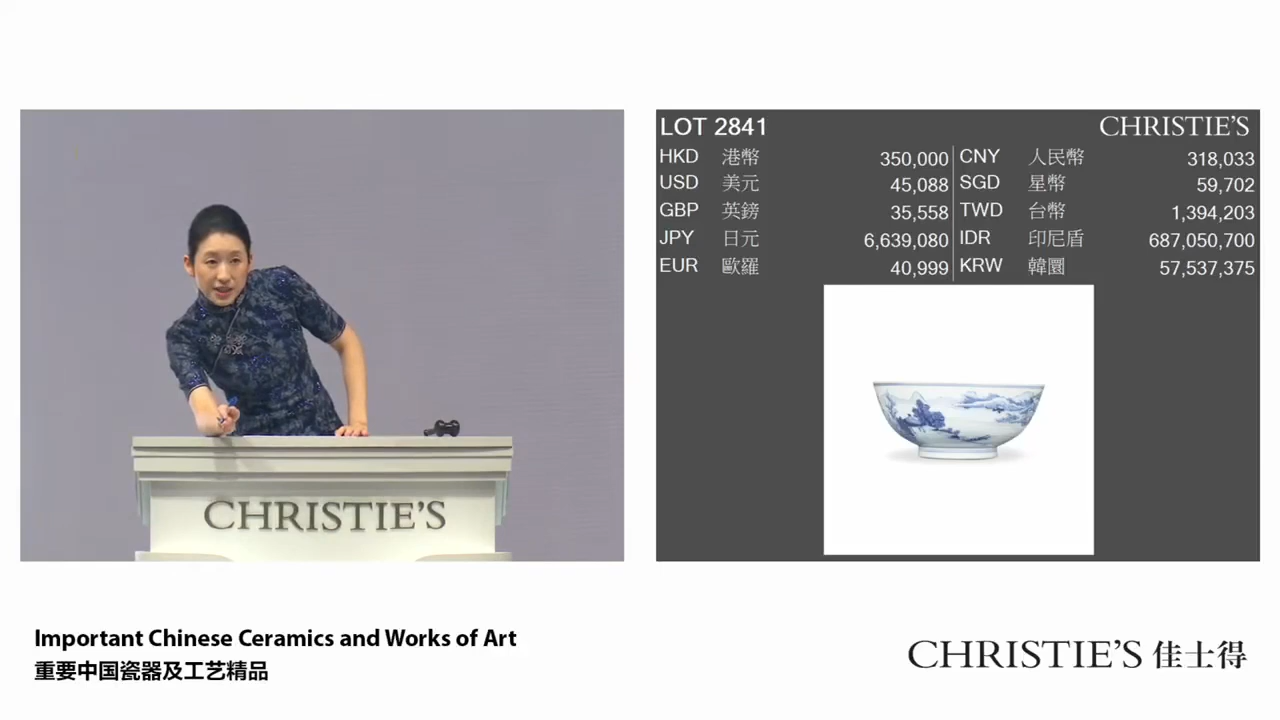 CHRISTIE'S
LOT 2841 CHRISTIE'S
HKD 港幣 350,000 CNY 人民幣 318,033
USD 美元 45,088 SGD 星幣 59,702
GBP 英鎊 35,558 TWD 台幣 1,394,203
JPY 日元 6,639,080 IDR 印尼盾 687,050,700
EUR 歐羅 40,999 KRW 韓圜 57,537,375
Important Chinese Ceramics and Works of Art
重要中国瓷器及工艺精品
CHRISTIE'S 佳士得